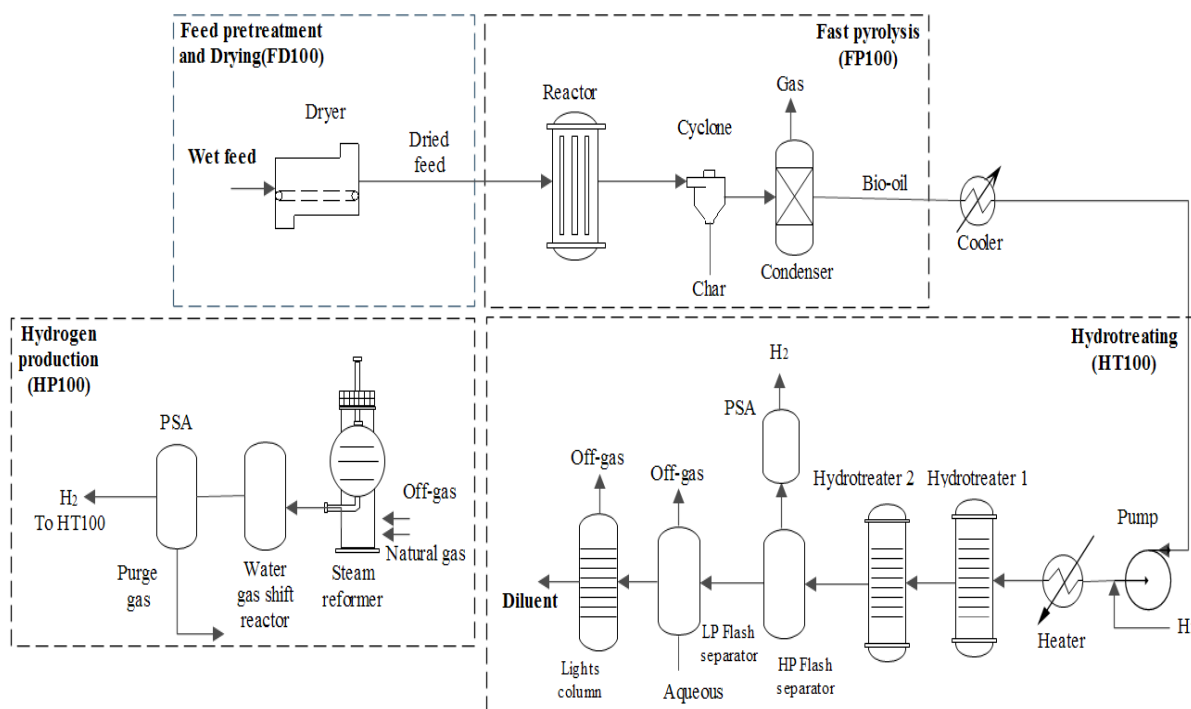 Feed pretreatment
and Drying(FD100)
Dryer
Wet feed
Dried
feed
Fast pyrolysis
(FP100)
Reactor
Gas
Cyclone
Bio-oil
Char
Condenser
Cooler
Hydrogen
production
(HP100)
PSA
H2
To HT100
Purge
gas
Water
gas shift
reactor
Steam
reformer
Off-gas
Natural gas
Hydrotreating
(HT100)
H2
PSA
Off-gas
Off-gas
Hydrotreater 2
Hydrotreater 1
Pump
Diluent
Lights
column
LP Flash
separator
Aqueous
HP Flash
separator
Heater
H